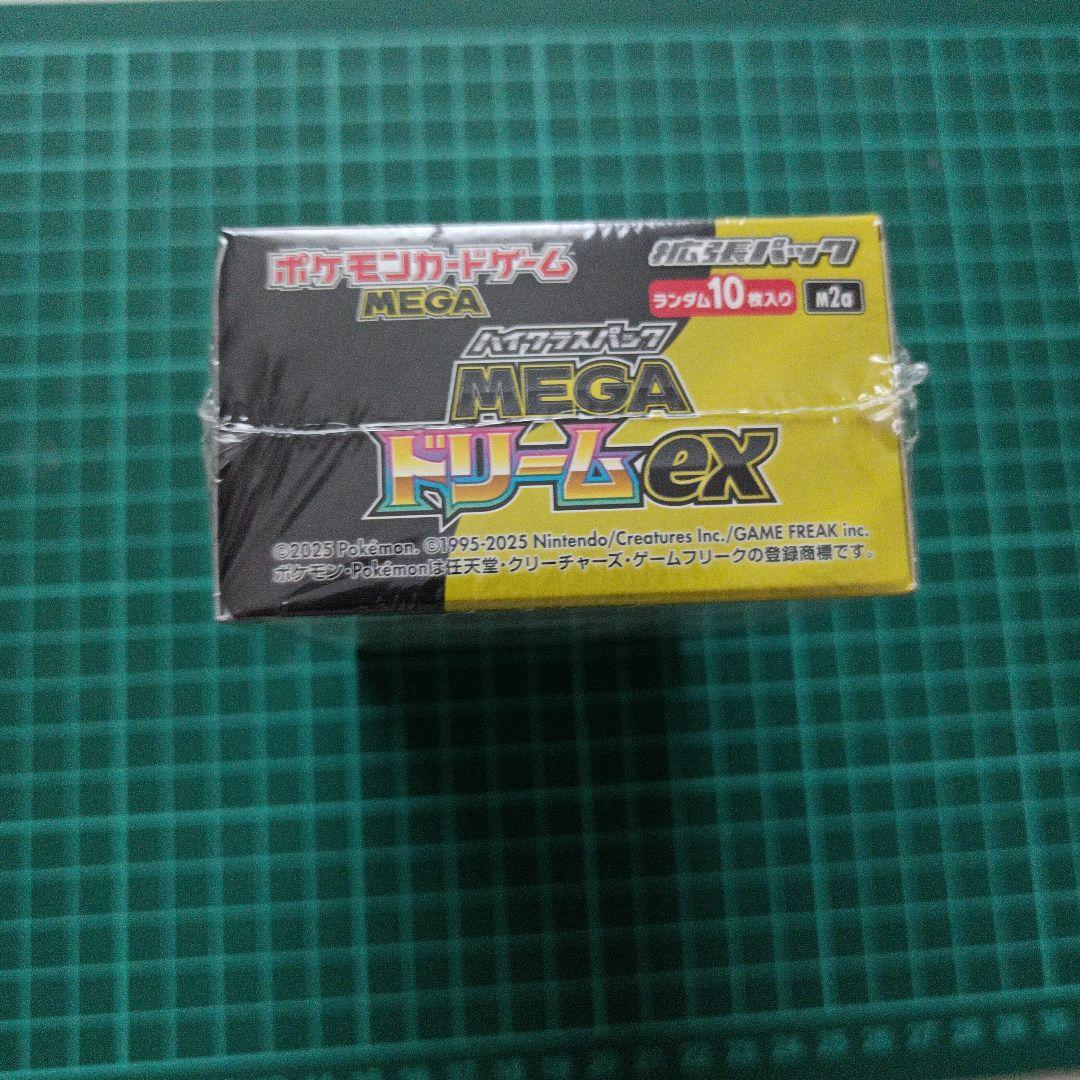 ポケモンカードゲーム
MEGA
拡張パック
ランダム10枚入り
M2a
ハイクラスパック
MEGA
ドリームex
©2025 Pokémon. ©1995-2025 Nintendo/Creatures Inc./GAME FREAK inc.
ポケモン・Pokémonは任天堂・クリーチャーズ・ゲームフリークの登録商標です。